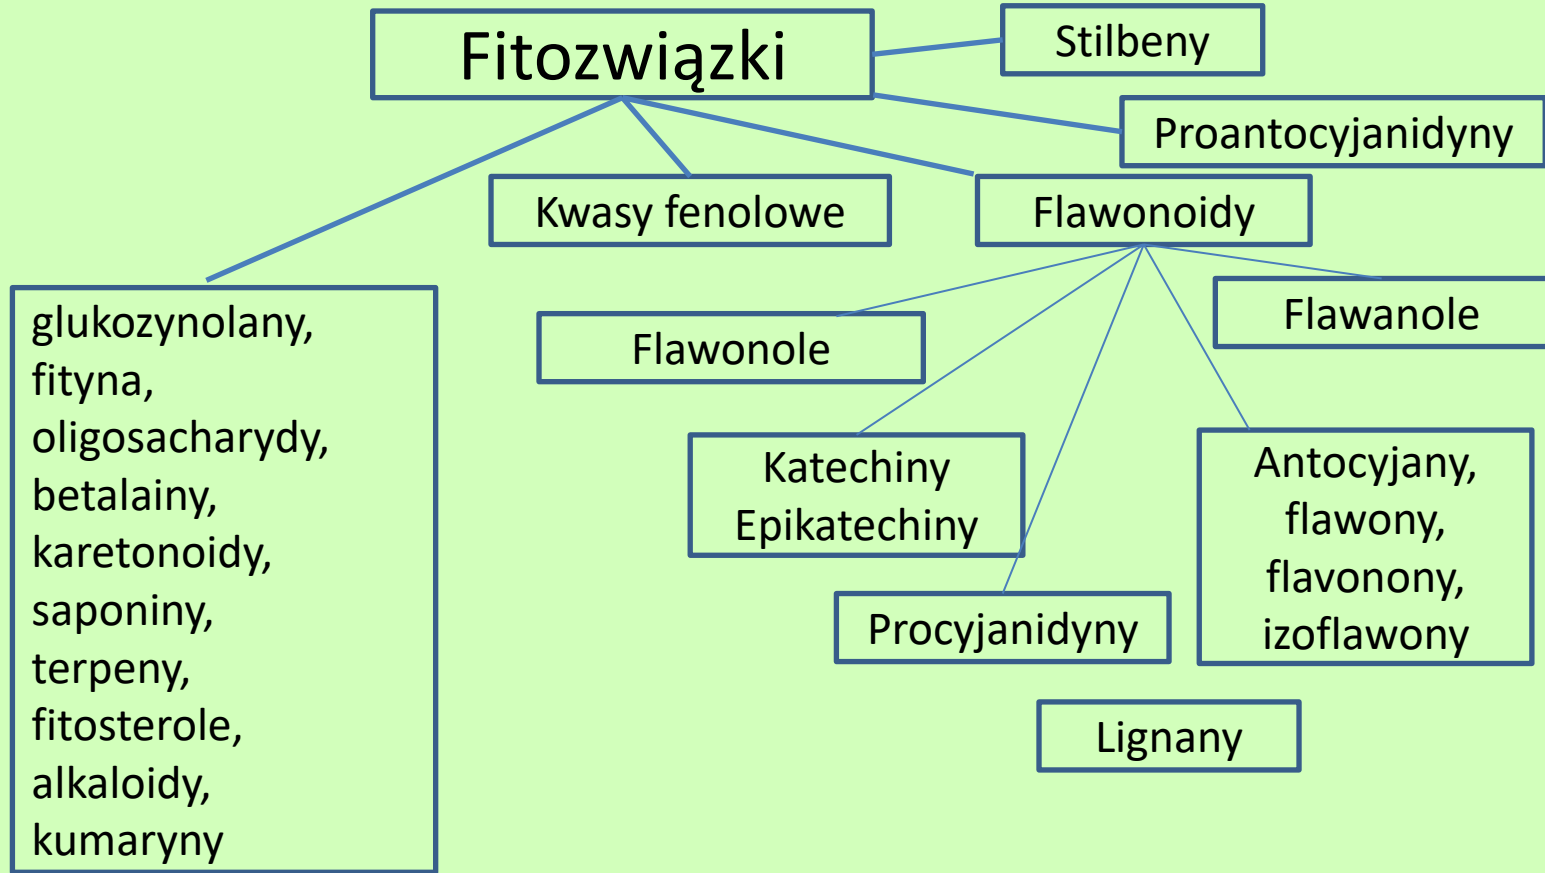 Fitozwiązki
Stilbeny
Proantocyjanidyny
Kwasy fenolowe
Flawonoidy
glukozynolany,
fityna,
oligosacharydy,
betalainy,
karetonoidy,
saponiny,
terpeny,
fitosterole,
alkaloidy,
kumaryny
Flawonole
Flawanole
Katechiny
Epikatechiny
Antocyjany,
flawony,
flavonony,
izoflawony
Procyjanidyny
Lignany